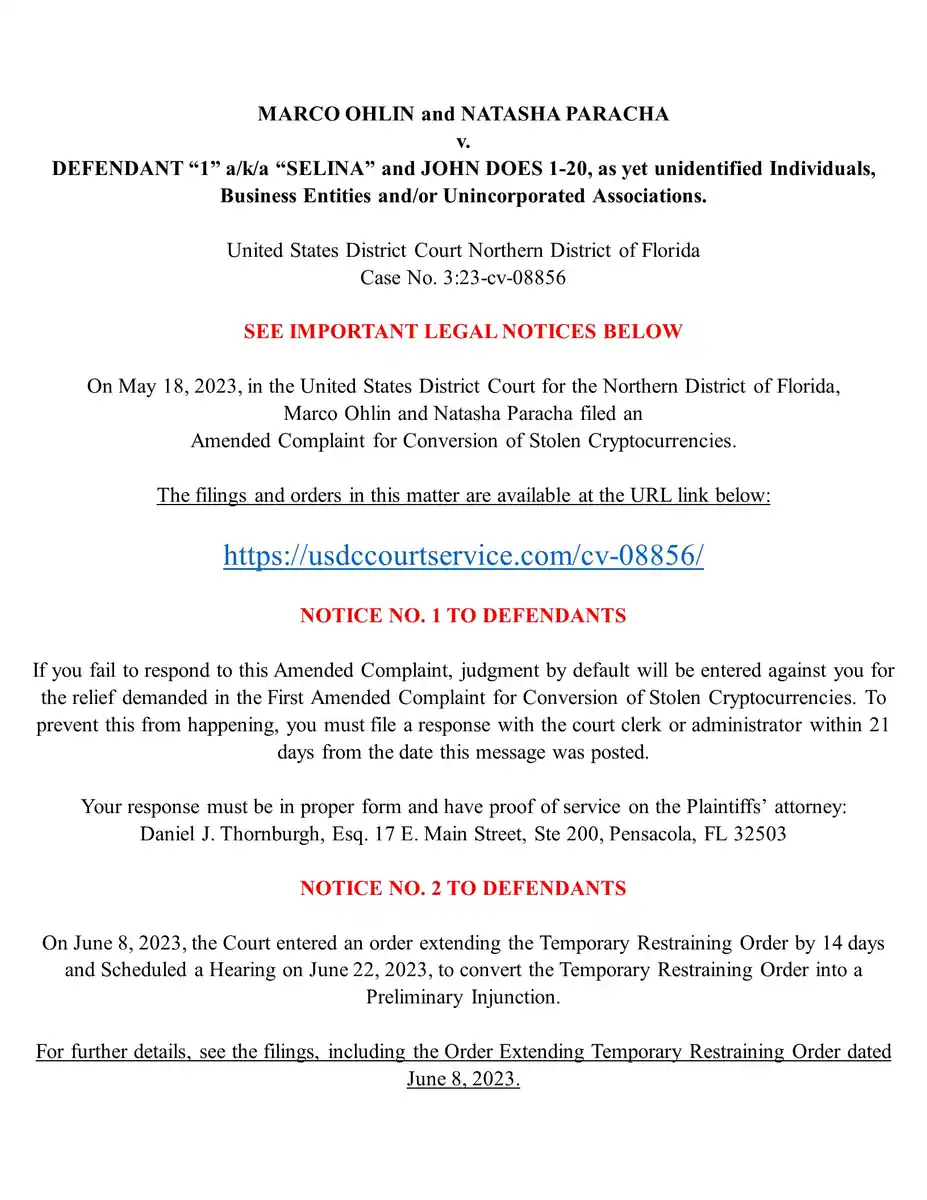 MARCO OHLIN and NATASHA PARACHA
v.
DEFENDANT “1” a/k/a “SELINA” and JOHN DOES 1-20, as yet unidentified Individuals,
Business Entities and/or Unincorporated Associations.
United States District Court Northern District of Florida
Case No. 3:23-cv-08856
SEE IMPORTANT LEGAL NOTICES BELOW
On May 18, 2023, in the United States District Court for the Northern District of Florida,
Marco Ohlin and Natasha Paracha filed an
Amended Complaint for Conversion of Stolen Cryptocurrencies.
The filings and orders in this matter are available at the URL link below:
https://usdccourtservice.com/cv-08856/
NOTICE NO. 1 TO DEFENDANTS
If you fail to respond to this Amended Complaint, judgment by default will be entered against you for
the relief demanded in the First Amended Complaint for Conversion of Stolen Cryptocurrencies. To
prevent this from happening, you must file a response with the court clerk or administrator within 21
days from the date this message was posted.
Your response must be in proper form and have proof of service on the Plaintiffs’ attorney:
Daniel J. Thornburgh, Esq. 17 E. Main Street, Ste 200, Pensacola, FL 32503
NOTICE NO. 2 TO DEFENDANTS
On June 8, 2023, the Court entered an order extending the Temporary Restraining Order by 14 days
and Scheduled a Hearing on June 22, 2023, to convert the Temporary Restraining Order into a
Preliminary Injunction.
For further details, see the filings, including the Order Extending Temporary Restraining Order dated
June 8, 2023.